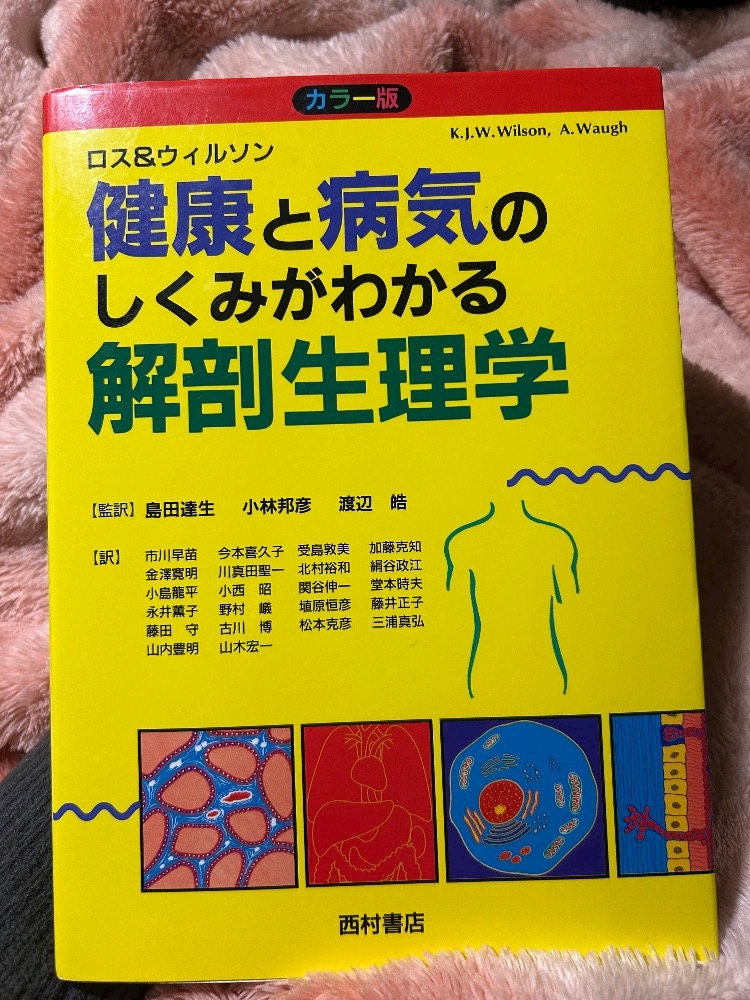 カラー版
K.J.W.Wilson, A.Waugh
ロス&ウィルソン
健康と病気の
しくみがわかる
解剖生理学
【監訳】島田達生 小林邦彦 渡辺 皓
【訳】 市川早苗 今本喜久子 受島敦美 加藤克知
金澤寛明 川真田聖一 北村裕和 絹谷政江
小島龍平 小西 昭 関谷伸一 堂本時夫
永井薫子 野村 嶬 埴原恒彦 藤井正子
藤田 守 古川 博 松本克彦 三浦真弘
山内豊明 山木宏一
西村書店